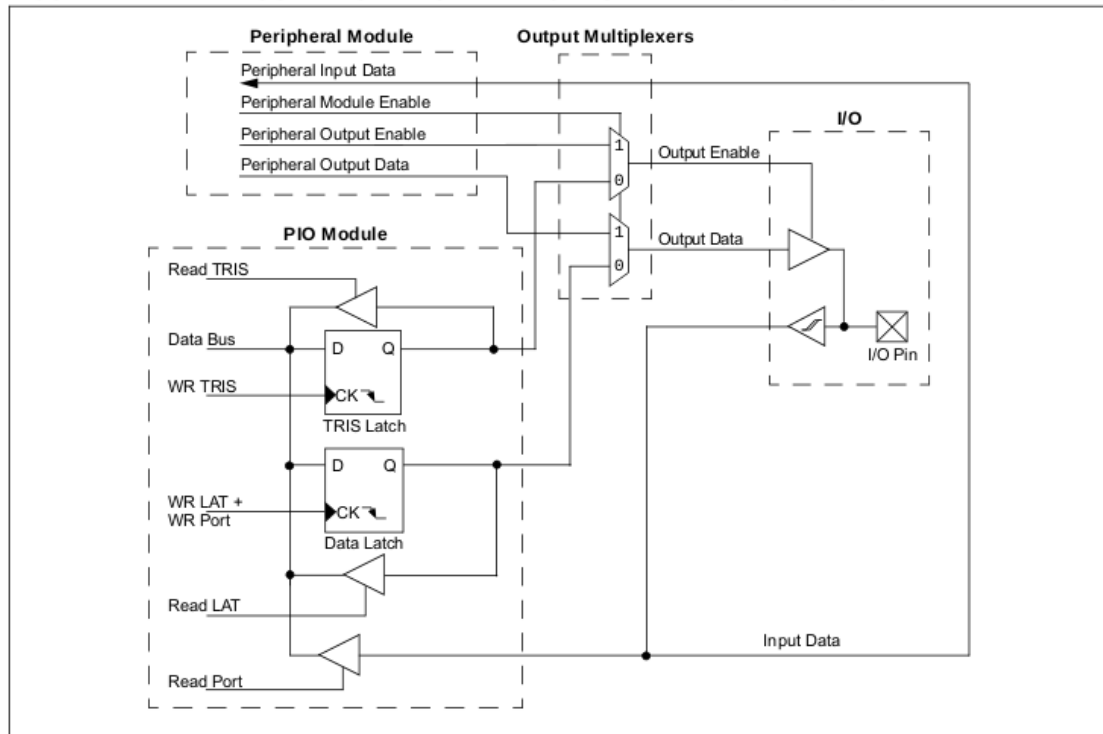 Peripheral Module
Output Multiplexers
Peripheral Input Data
Peripheral Module Enable
I/O
Peripheral Output Enable
1
Output Enable
Peripheral Output Data
0
PIO Module
1
Output Data
0
Read TRIS
Data Bus
D Q
I/O Pin
WR TRIS
CK
TRIS Latch
D Q
WR LAT +
WR Port
CK
Data Latch
Read LAT
Input Data
Read Port